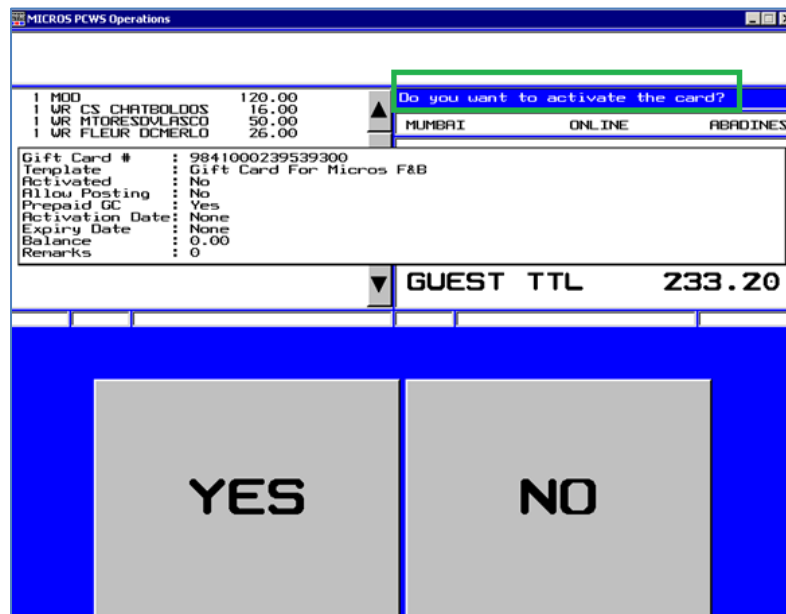 MICROS PCWS Operations
1 MOD 120.00
1 WR CS CHATBOLDOS 16.00
1 WR MTORESDVLASCO 50.00
1 WR FLEUR DCMERLO 26.00
Do you want to activate the card?
MUMBAI ONLINE ABADINES
Gift Card # : 9841000239539300
Template : Gift Card For Micros F&B
Activated : No
Allow Posting : No
Prepaid GC : Yes
Activation Date: None
Expiry Date : None
Balance : 0.00
Remarks : 0
GUEST TTL 233.20
YES NO